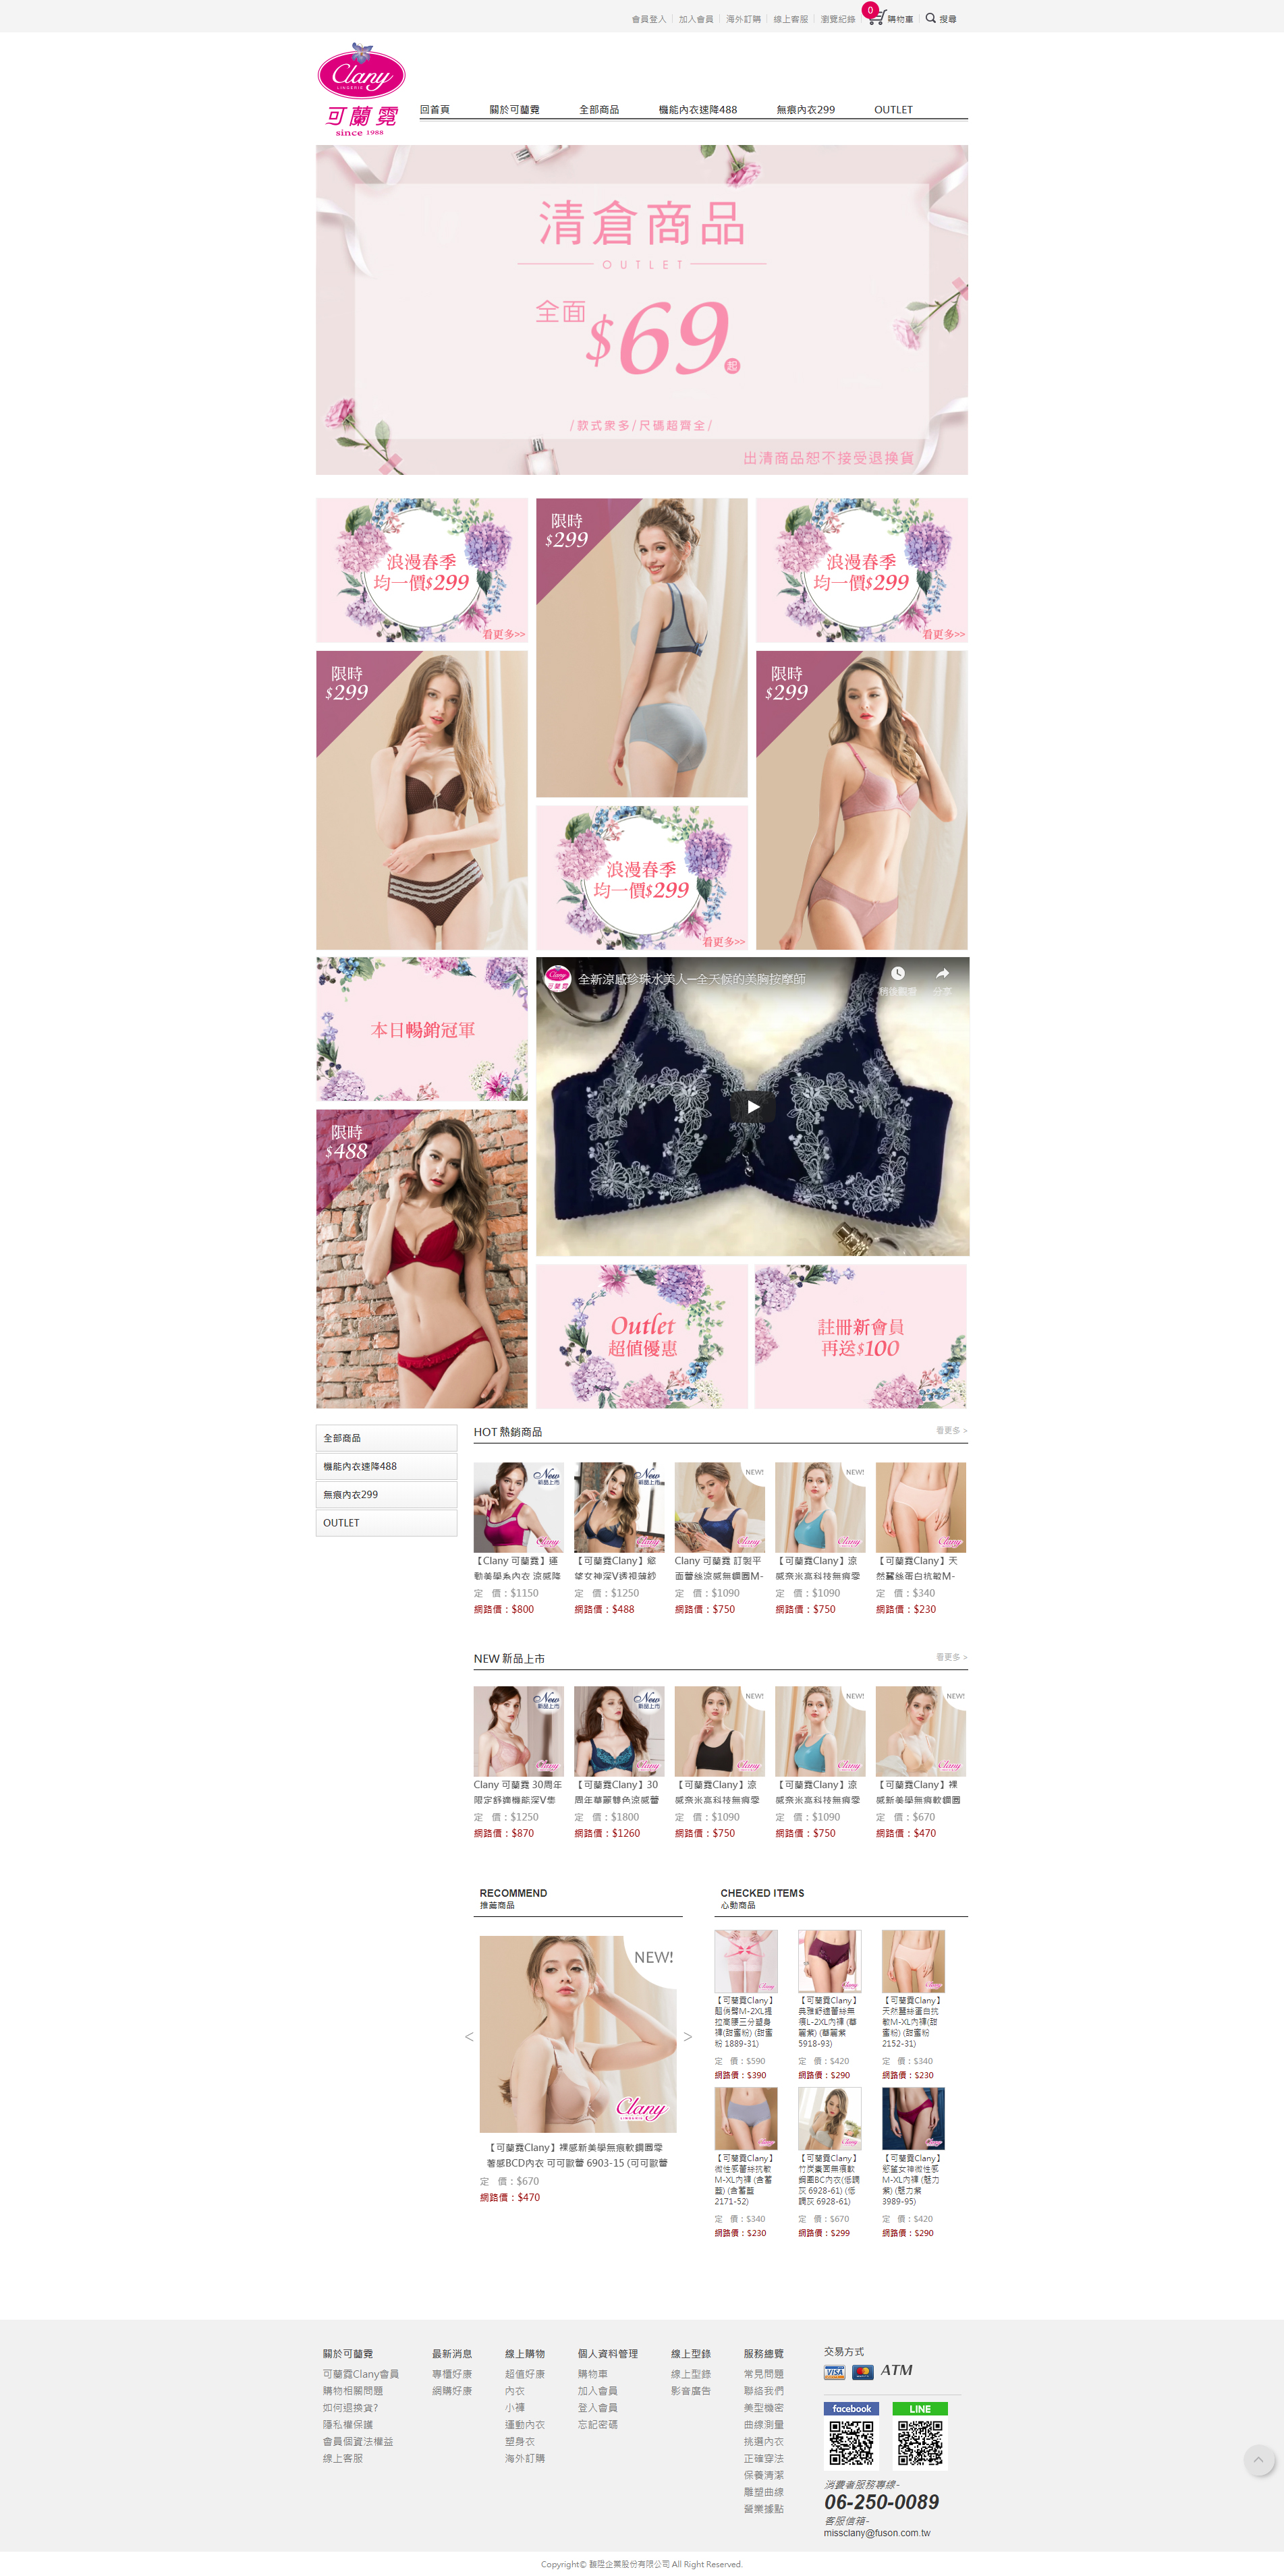 會員登入 加入會員 海外訂購 線上客服 瀏覽紀錄 0 購物車 搜尋
Clany
LINGERIE
可蘭霓
since 1988
回首頁 關於可蘭霓 全部商品 機能內衣速降488 無痕內衣299 OUTLET
清倉商品
OUTLET
全面 $69起
/款式眾多/尺碼超齊全/
出清商品恕不接受退換貨
浪漫春季
均一價$299
看更多>>
限時
$299
浪漫春季
均一價$299
看更多>>
限時
$299
限時
$299
浪漫春季
均一價$299
看更多>>
本日暢銷冠軍
全新涼感珍珠水美人—全天候的美胸按摩師
稍後觀看 分享
限時
$488
Outlet
超值優惠
註冊新會員
再送$100
全部商品
機能內衣速降488
無痕內衣299
OUTLET
HOT 熱銷商品 看更多 >
【Clany 可蘭霓】運
動美學系內衣 涼感降
定 價：$1150
網路價：$800
【可蘭霓Clany】慾
望女神深V透視薄紗
定 價：$1250
網路價：$488
Clany 可蘭霓 訂製平
面蕾絲涼感無鋼圈M-
定 價：$1090
網路價：$750
【可蘭霓Clany】涼
感奈米高科技無痕零
定 價：$1090
網路價：$750
【可蘭霓Clany】天
然蠶絲蛋白抗敏M-
定 價：$340
網路價：$230
NEW 新品上市 看更多 >
Clany 可蘭霓 30周年
限定舒適機能深V集
定 價：$1250
網路價：$870
【可蘭霓Clany】30
周年華麗雙色涼感蕾
定 價：$1800
網路價：$1260
【可蘭霓Clany】涼
感奈米高科技無痕零
定 價：$1090
網路價：$750
【可蘭霓Clany】涼
感奈米高科技無痕零
定 價：$1090
網路價：$750
【可蘭霓Clany】裸
感新美學無痕軟鋼圈
定 價：$670
網路價：$470
RECOMMEND
推薦商品
NEW!
Clany
LINGERIE
【可蘭霓Clany】裸感新美學無痕軟鋼圈零
著感BCD內衣 可可歐蕾 6903-15 (可可歐蕾
定 價：$670
網路價：$470
CHECKED ITEMS
心動商品
【可蘭霓Clany】
翹俏臀M-2XL提
拉高腰三分塑身
褲(甜蜜粉) (甜蜜
粉 1889-31)
定 價：$590
網路價：$390
【可蘭霓Clany】
典雅舒適蕾絲無
痕L-2XL內褲 (華
麗紫) (華麗紫
5918-93)
定 價：$420
網路價：$290
【可蘭霓Clany】
天然蠶絲蛋白抗
敏M-XL內褲(甜
蜜粉) (甜蜜粉
2152-31)
定 價：$340
網路價：$230
【可蘭霓Clany】
微性感蕾絲抗敏
M-XL內褲 (含蓄
藍) (含蓄藍
2171-52)
定 價：$340
網路價：$230
【可蘭霓Clany】
竹炭裏面無痕軟
鋼圈BC內衣(低調
灰 6928-61) (低
調灰 6928-61)
定 價：$670
網路價：$299
【可蘭霓Clany】
慾望女神微性感
M-XL內褲 (魅力
紫) (魅力紫
3989-95)
定 價：$420
網路價：$290
關於可蘭霓
可蘭霓Clany會員
購物相關問題
如何退換貨?
隱私權保護
會員個資法權益
線上客服
最新消息
專櫃好康
網購好康
線上購物
超值好康
內衣
小褲
運動內衣
塑身衣
海外訂購
個人資料管理
購物車
加入會員
登入會員
忘記密碼
線上型錄
線上型錄
影音廣告
服務總覽
常見問題
聯絡我們
美型機密
曲線測量
挑選內衣
正確穿法
保養清潔
雕塑曲線
營業據點
交易方式
VISA MasterCard ATM
facebook LINE
消費者服務專線-
06-250-0089
客服信箱-
missclany@fuson.com.tw